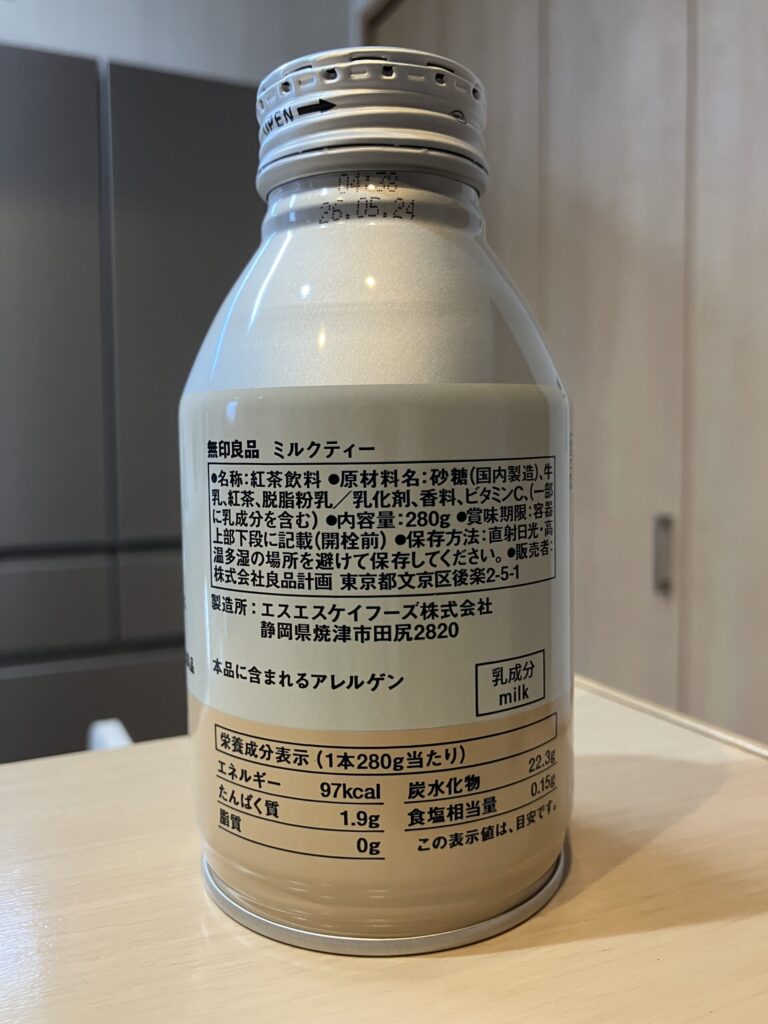 OPEN
04:38
26.05.24
無印良品 ミルクティー
●名称:紅茶飲料 ●原材料名:砂糖(国内製造)、牛
乳、紅茶、脱脂粉乳/乳化剤、香料、ビタミンC、(一部
に乳成分を含む) ●内容量:280g ●賞味期限:容器
上部下段に記載(開栓前) ●保存方法:直射日光・高
温多湿の場所を避けて保存してください。●販売者:
株式会社良品計画 東京都文京区後楽2-5-1
製造所:エスエスケイフーズ株式会社
静岡県焼津市田尻2820
本品に含まれるアレルゲン
乳成分
milk
栄養成分表示(1本280g当たり)
エネルギー 97kcal 炭水化物 22.3g
たんぱく質 1.9g 食塩相当量 0.15g
脂質 0g この表示値は、目安です。